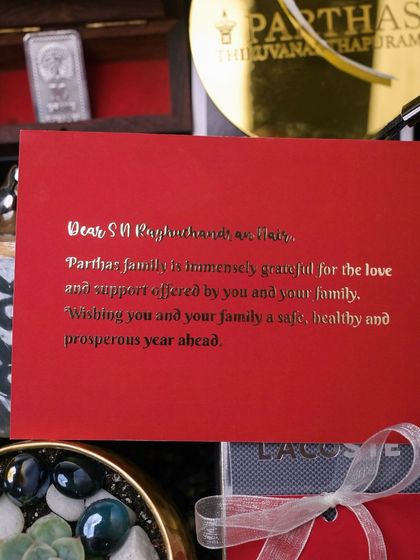 PARTHAS
THIRUVANANTHAPURAM
Dear S N Raghuchandran Nair,
Parthas family is immensely grateful for the love
and support offered by you and your family.
Wishing you and your family a safe, healthy and
prosperous year ahead.
LACOSTE